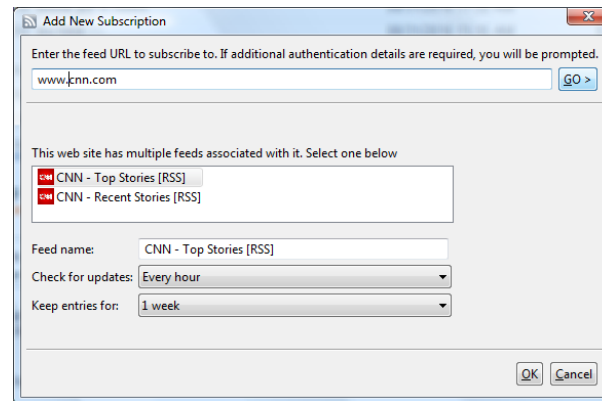 Add New Subscription
Enter the feed URL to subscribe to. If additional authentication details are required, you will be prompted.
www.cnn.com
GO >
This web site has multiple feeds associated with it. Select one below
CNN CNN - Top Stories [RSS]
CNN CNN - Recent Stories [RSS]
Feed name: CNN - Top Stories [RSS]
Check for updates: Every hour
Keep entries for: 1 week
OK Cancel